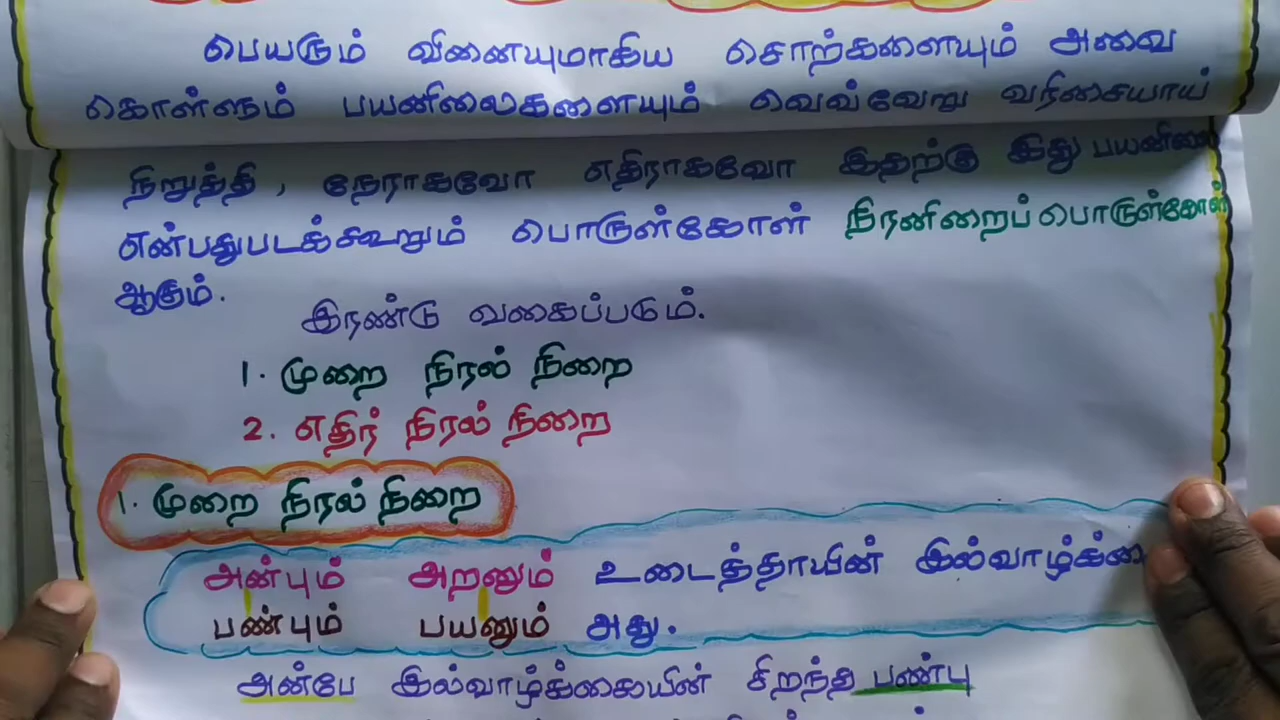 பெயரும் வினையுமாகிய சொற்களையும் அவை
கொள்ளும் பயனிலைகளையும் வெவ்வேறு வரிசையாய்
நிறுத்தி, நேராகவோ எதிராகவோ இதற்கு இது பயனிலை
என்பதுபடக்கூறும் பொருள்கோள் நிரனிறைப் பொருள்கோள்
ஆகும்.
இரண்டு வகைப்படும்.
1. முறை நிரல் நிறை
2. எதிர் நிரல் நிறை
1. முறை நிரல் நிறை
அன்பும் அறனும் உடைத்தாயின் இல்வாழ்க்கை
பண்பும் பயனும் அது.
அன்பே இல்வாழ்க்கையின் சிறந்த பண்பு